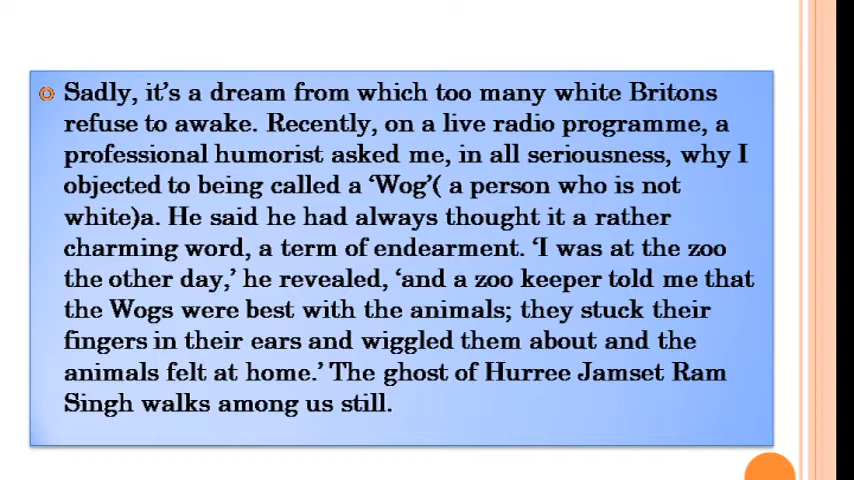 Sadly, it's a dream from which too many white Britons
refuse to awake. Recently, on a live radio programme, a
professional humorist asked me, in all seriousness, why I
objected to being called a ‘Wog’( a person who is not
white)a. He said he had always thought it a rather
charming word, a term of endearment. ‘I was at the zoo
the other day,’ he revealed, ‘and a zoo keeper told me that
the Wogs were best with the animals; they stuck their
fingers in their ears and wiggled them about and the
animals felt at home.’ The ghost of Hurree Jamset Ram
Singh walks among us still.